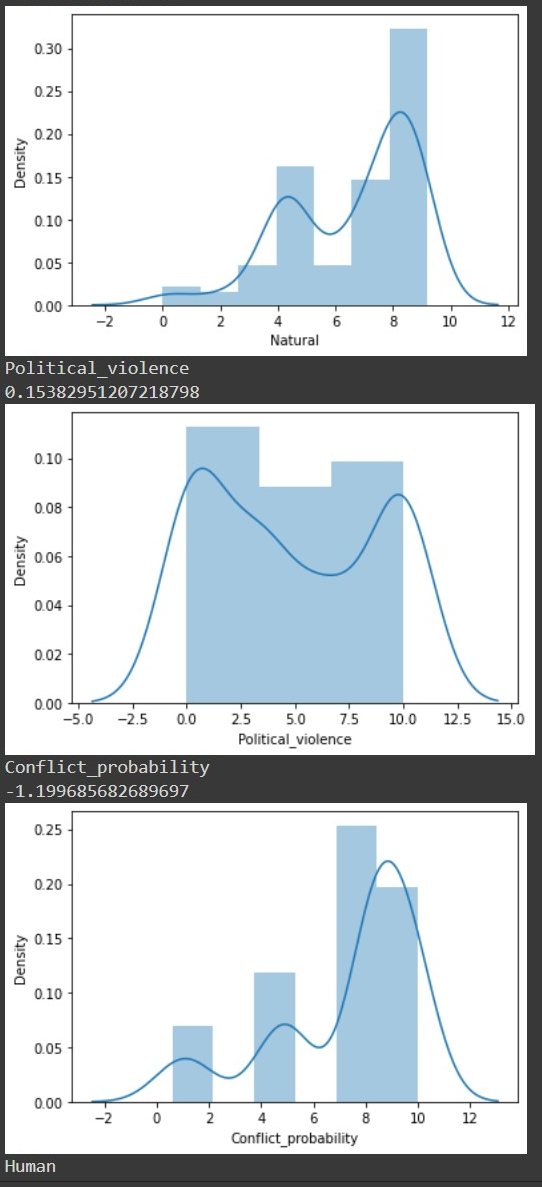 0.30
0.25
0.20
0.15
0.10
0.05
0.00
Density
−2 0 2 4 6 8 10 12
Natural
Political_violence
0.15382951207218798
0.10
0.08
0.06
0.04
0.02
0.00
Density
−5.0 −2.5 0.0 2.5 5.0 7.5 10.0 12.5 15.0
Political_violence
Conflict_probability
-1.199685682689697
0.25
0.20
0.15
0.10
0.05
0.00
Density
−2 0 2 4 6 8 10 12
Conflict_probability
Human